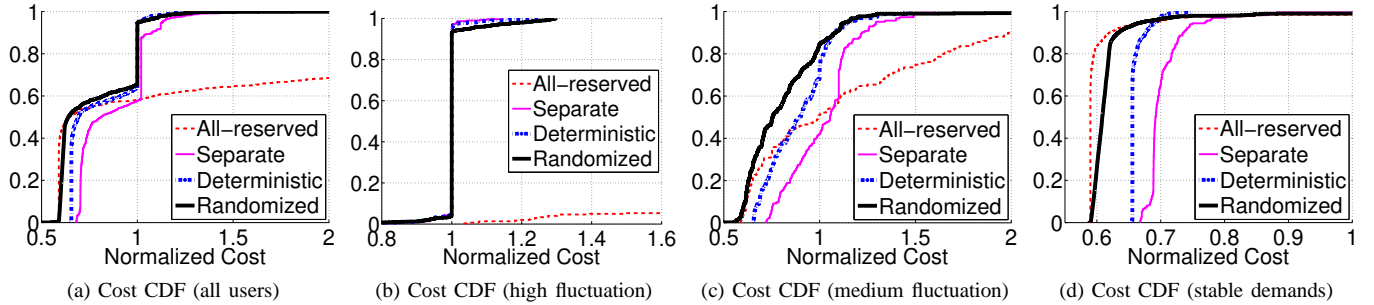 1
0.8
0.6
0.4
0.2
0
0.5 1 1.5 2
Normalized Cost
All−reserved
Separate
Deterministic
Randomized
(a) Cost CDF (all users)
1
0.8
0.6
0.4
0.2
0
0.8 1 1.2 1.4 1.6
Normalized Cost
All−reserved
Separate
Deterministic
Randomized
(b) Cost CDF (high fluctuation)
1
0.8
0.6
0.4
0.2
0
0.5 1 1.5 2
Normalized Cost
All−reserved
Separate
Deterministic
Randomized
(c) Cost CDF (medium fluctuation)
1
0.8
0.6
0.4
0.2
0
0.6 0.7 0.8 0.9 1
Normalized Cost
All−reserved
Separate
Deterministic
Randomized
(d) Cost CDF (stable demands)